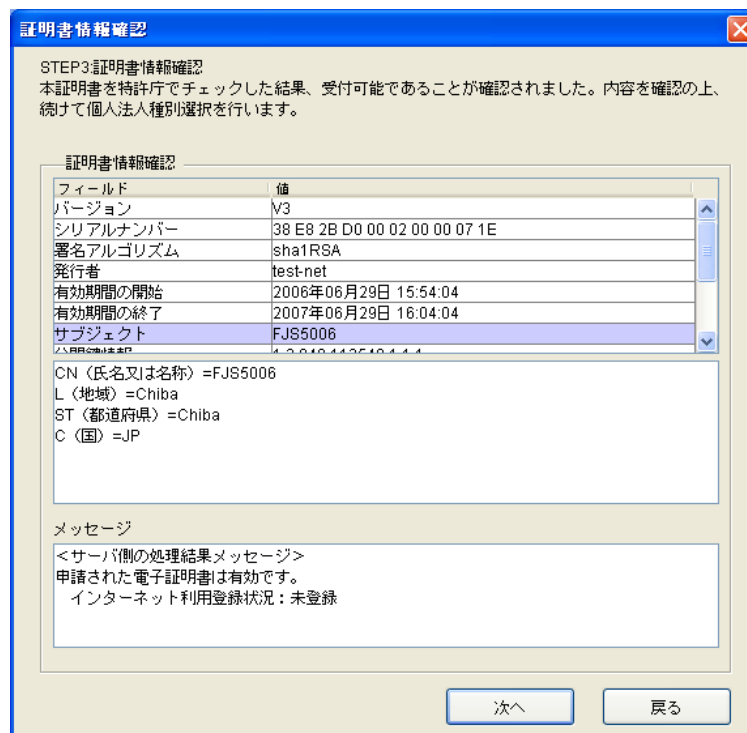 証明書情報確認
STEP3:証明書情報確認
本証明書を特許庁でチェックした結果、受付可能であることが確認されました。内容を確認の上、
続けて個人法人種別選択を行います。
証明書情報確認
フィールド 値
バージョン V3
シリアルナンバー 38 E8 2B D0 00 02 00 00 07 1E
署名アルゴリズム sha1RSA
発行者 test-net
有効期間の開始 2006年06月29日 15:54:04
有効期間の終了 2007年06月29日 16:04:04
サブジェクト FJS5006
CN（氏名又は名称）=FJS5006
L（地域）=Chiba
ST（都道府県）=Chiba
C（国）=JP
メッセージ
＜サーバ側の処理結果メッセージ＞
申請された電子証明書は有効です。
インターネット利用登録状況：未登録
次へ 戻る